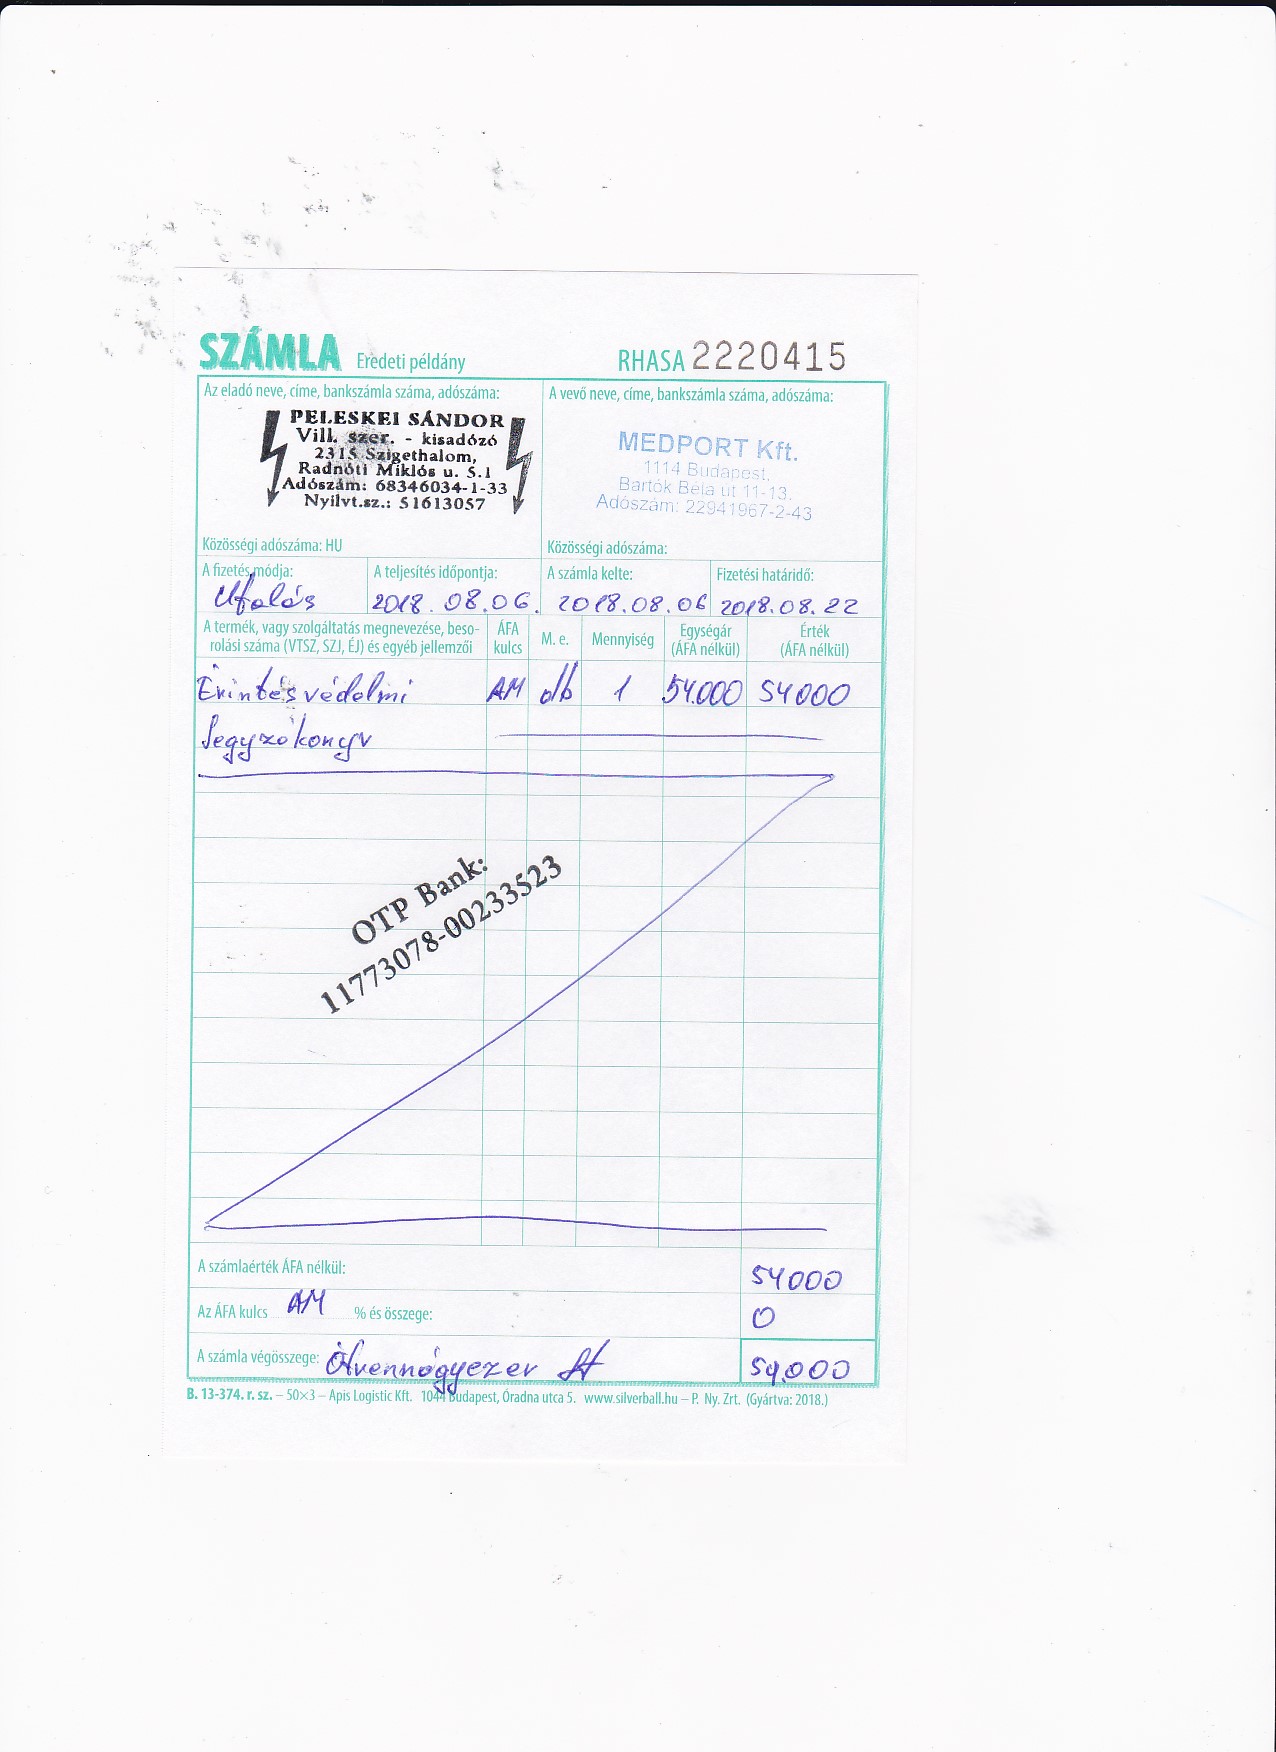 SZÁMLA Eredeti példány RHASA 2220415
Az eladó neve, címe, bankszámla száma, adószáma:
PELESKEI SÁNDOR
Vill. szer. - kisadózó
2315 Szigethalom,
Radnóti Miklós u. 5.1
Adószám: 68346034-1-33
Nyilvt.sz.: 51613057
Közösségi adószáma: HU
A vevő neve, címe, bankszámla száma, adószáma:
MEDPORT Kft.
1114 Budapest,
Bartók Béla út 11-13.
Adószám: 22941967-2-43
Közösségi adószáma:
A fizetés módja: A teljesítés időpontja: A számla kelte: Fizetési határidő:
Utalás 2018.08.06. 2018.08.06 2018.08.22
A termék, vagy szolgáltatás megnevezése, beso-
rolási száma (VTSZ, SZJ, ÉJ) és egyéb jellemzői
ÁFA
kulcs
M. e.
Mennyiség
Egységár
(ÁFA nélkül)
Érték
(ÁFA nélkül)
Érintésvédelmi AM db 1 54.000 54000
Jegyzőkönyv
OTP Bank:
11773078-00233523
A számlaérték ÁFA nélkül: 54000
Az ÁFA kulcs AM % és összege: 0
A számla végösszege: Ötvennégyezer Ft 54.000
B. 13-374. r. sz. – 50×3 – Apis Logistic Kft. 1044 Budapest, Óradna utca 5. www.silverball.hu – P. Ny. Zrt. (Gyártva: 2018.)